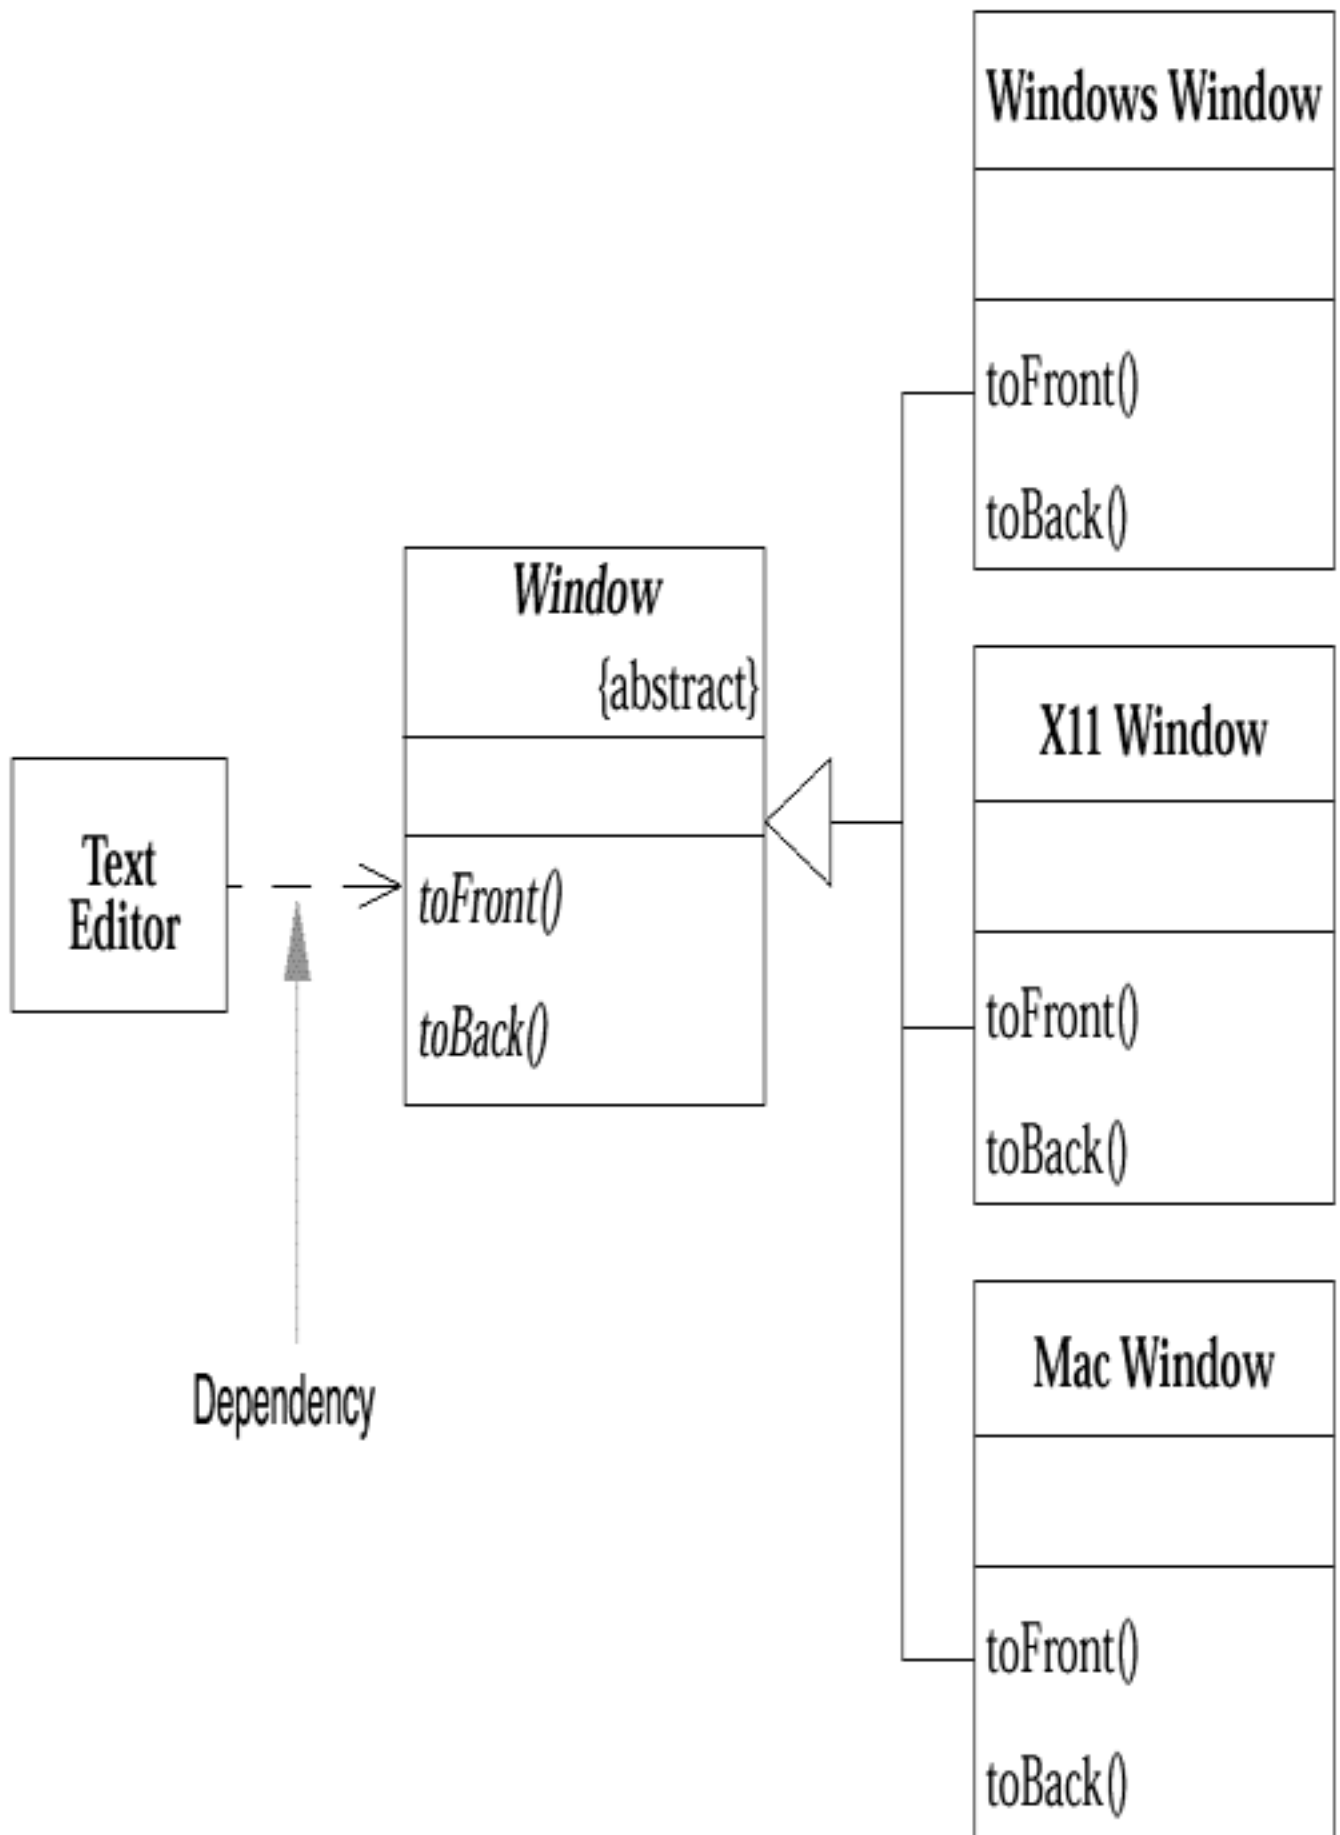 Windows Window
toFront()
toBack()
Window
{abstract}
toFront()
toBack()
Text
Editor
Dependency
X11 Window
toFront()
toBack()
Mac Window
toFront()
toBack()